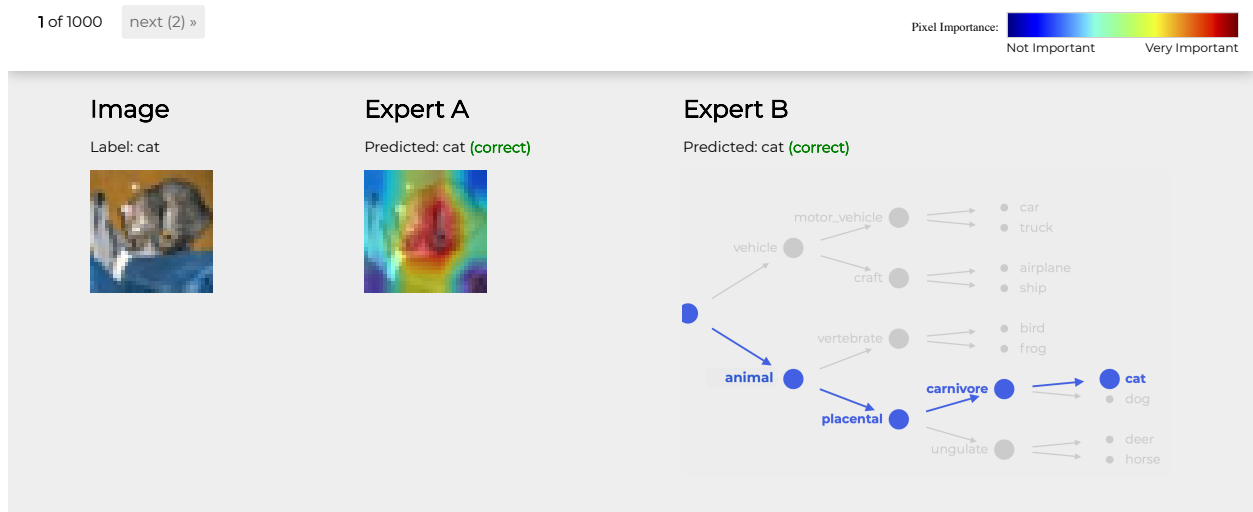 1 of 1000 next (2) »
Pixel Importance:
Not Important Very Important
Image
Label: cat
Expert A
Predicted: cat (correct)
Expert B
Predicted: cat (correct)
motor_vehicle
car
truck
vehicle
craft
airplane
ship
vertebrate
bird
frog
animal
carnivore
cat
dog
placental
ungulate
deer
horse